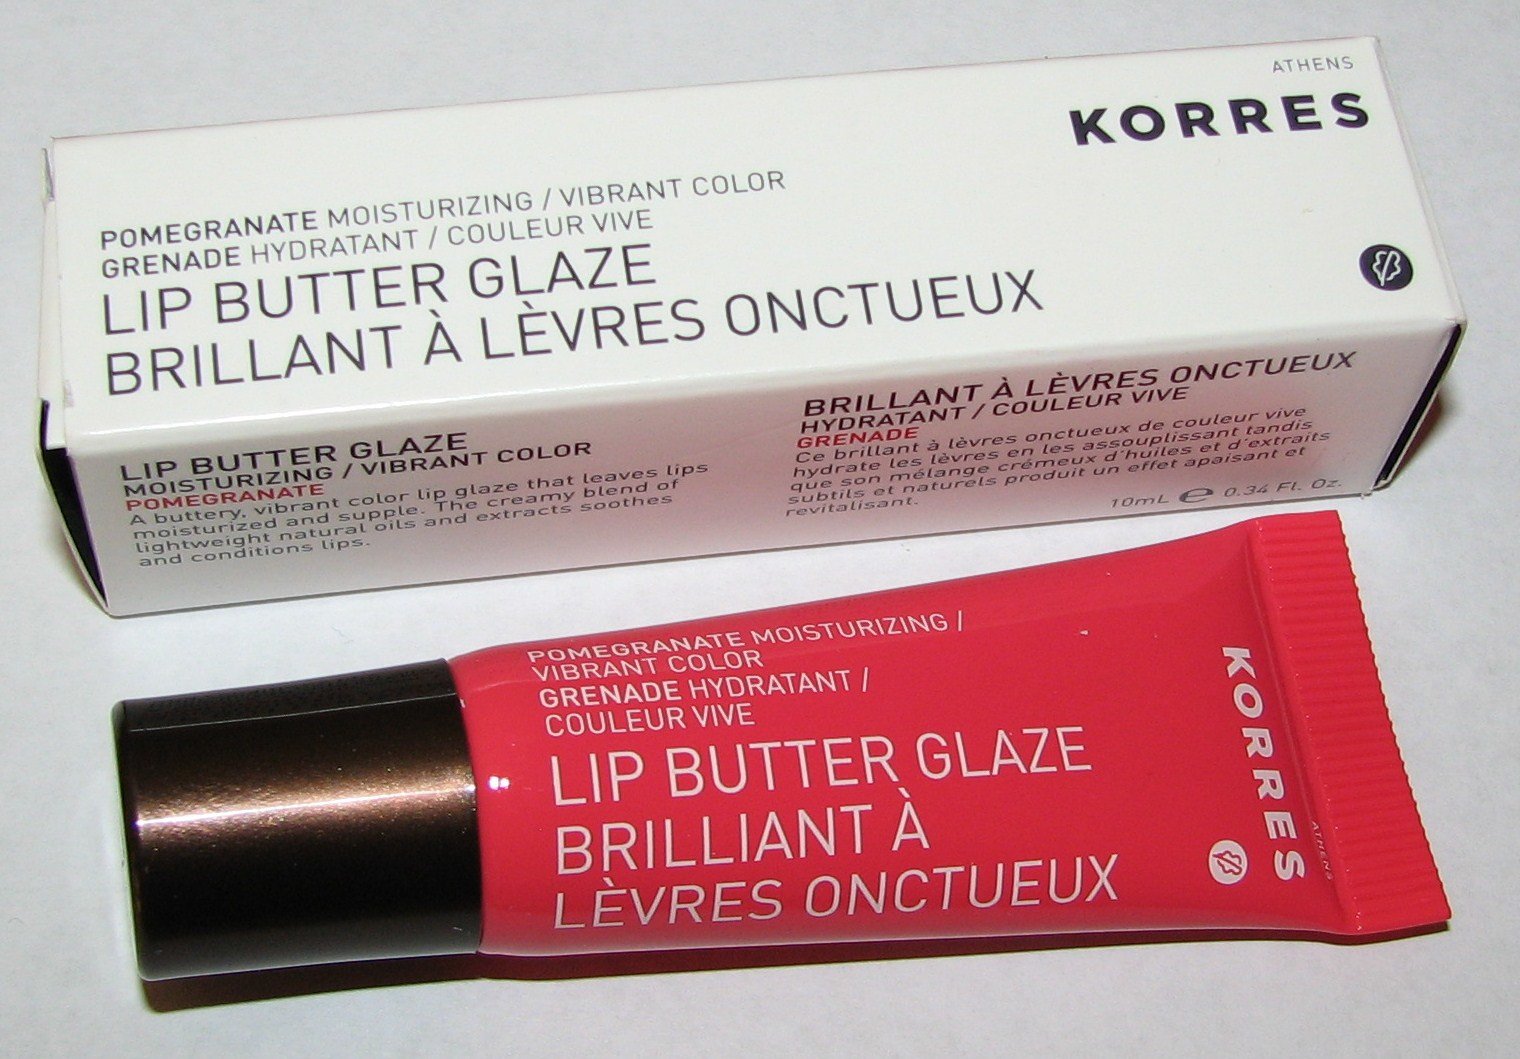 ATHENS
KORRES
POMEGRANATE MOISTURIZING / VIBRANT COLOR
GRENADE HYDRATANT / COULEUR VIVE
LIP BUTTER GLAZE
BRILLANT À LÈVRES ONCTUEUX
LIP BUTTER GLAZE
MOISTURIZING / VIBRANT COLOR
POMEGRANATE
A buttery, vibrant color lip glaze that leaves lips
moisturized and supple. The creamy blend of
lightweight natural oils and extracts soothes
and conditions lips.
BRILLANT À LÈVRES ONCTUEUX
HYDRATANT / COULEUR VIVE
GRENADE
Ce brillant à lèvres onctueux de couleur vive
hydrate les lèvres en les assouplissant tandis
que son mélange crémeux d'huiles et d'extraits
subtils et naturels produit un effet apaisant et
revitalisant.
10mL ℮ 0.34 Fl. Oz.
POMEGRANATE MOISTURIZING /
VIBRANT COLOR
GRENADE HYDRATANT /
COULEUR VIVE
LIP BUTTER GLAZE
BRILLIANT À
LÈVRES ONCTUEUX
KORRES
ATHENS